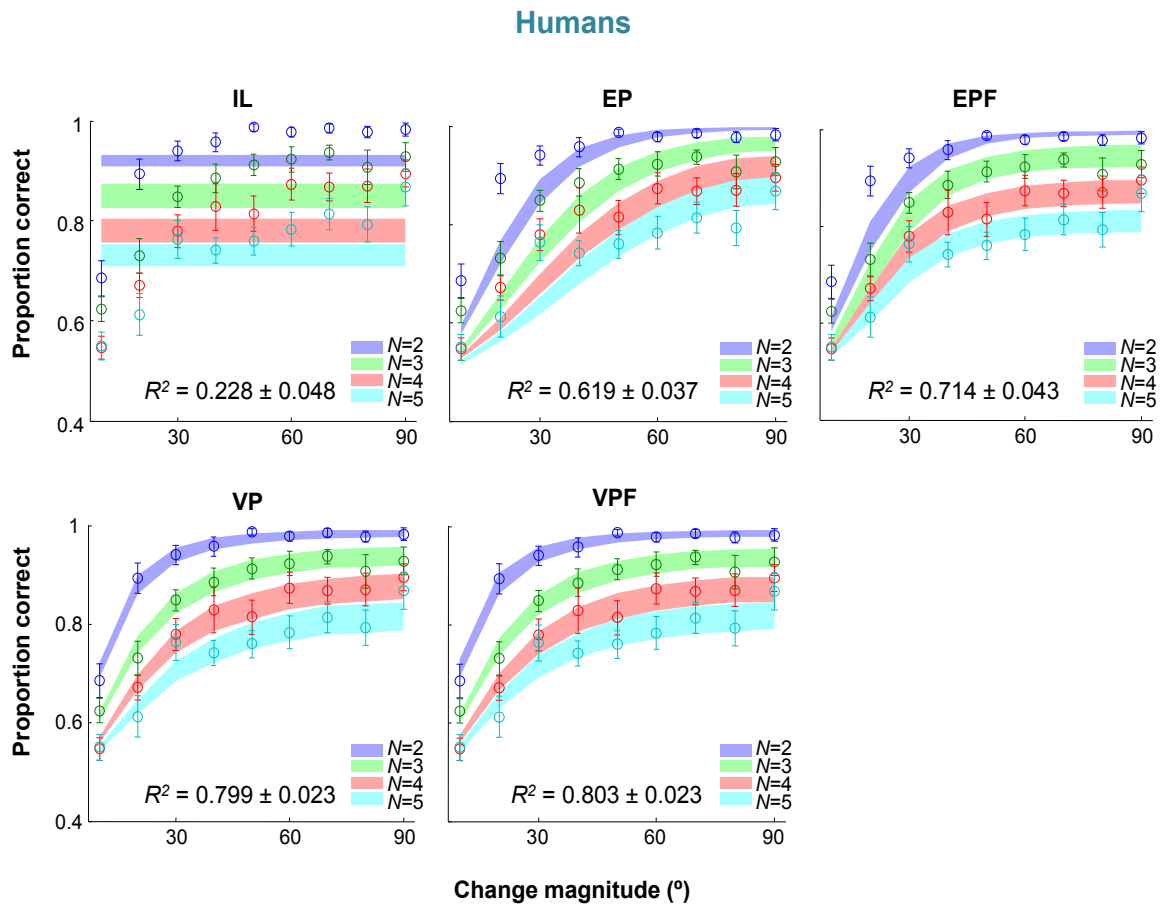 Humans
IL
EP
EPF
Proportion correct
1
0.8
0.6
0.4
30
60
90
N=2
N=3
N=4
N=5
R² = 0.228 ± 0.048
30
60
90
N=2
N=3
N=4
N=5
R² = 0.619 ± 0.037
30
60
90
N=2
N=3
N=4
N=5
R² = 0.714 ± 0.043
VP
VPF
Proportion correct
1
0.8
0.6
0.4
30
60
90
N=2
N=3
N=4
N=5
R² = 0.799 ± 0.023
30
60
90
N=2
N=3
N=4
N=5
R² = 0.803 ± 0.023
Change magnitude (º)